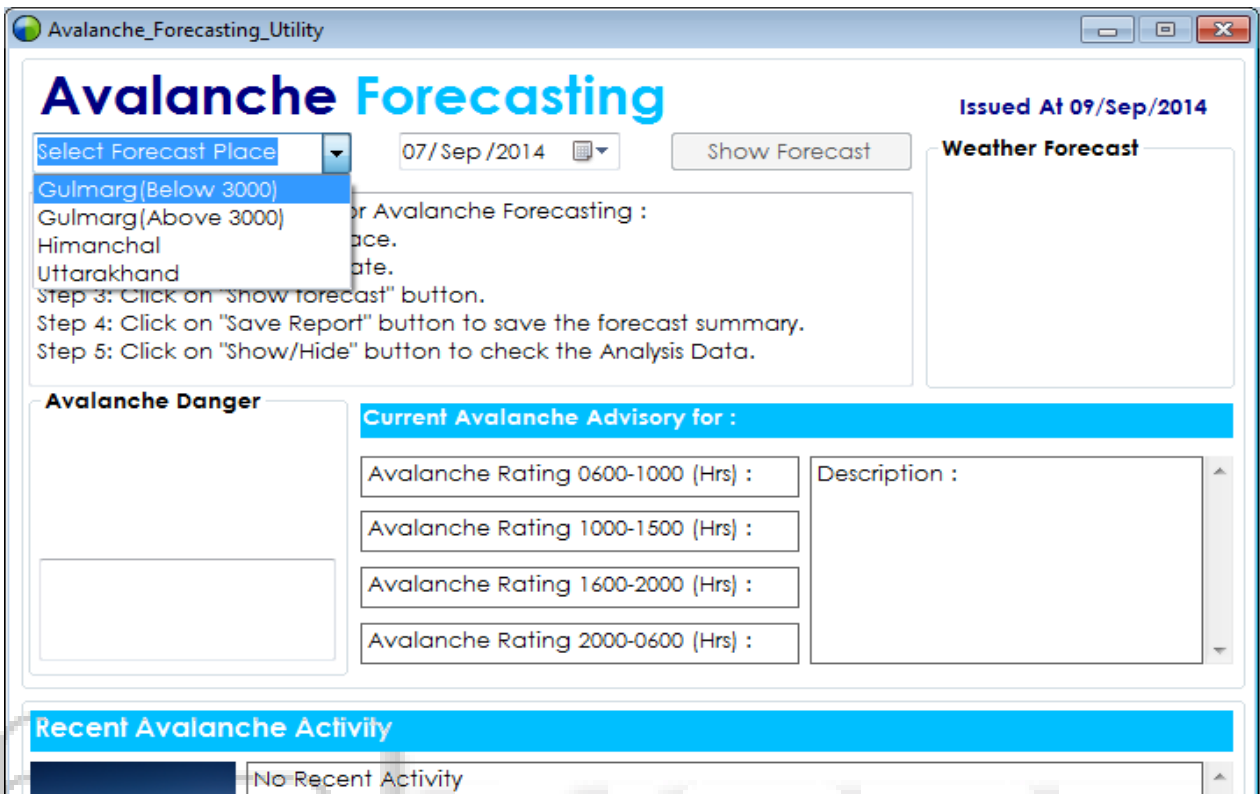 Avalanche_Forecasting_Utility
Avalanche Forecasting
Issued At 09/Sep/2014
Select Forecast Place
07/ Sep /2014
Show Forecast
Weather Forecast
Gulmarg(Below 3000)
Gulmarg(Above 3000)
Himanchal
Uttarakhand
r Avalanche Forecasting :
ace.
ate.
Step 3: Click on "Show forecast" button.
Step 4: Click on "Save Report" button to save the forecast summary.
Step 5: Click on "Show/Hide" button to check the Analysis Data.
Avalanche Danger
Current Avalanche Advisory for :
Avalanche Rating 0600-1000 (Hrs) :
Description :
Avalanche Rating 1000-1500 (Hrs) :
Avalanche Rating 1600-2000 (Hrs) :
Avalanche Rating 2000-0600 (Hrs) :
Recent Avalanche Activity
No Recent Activity